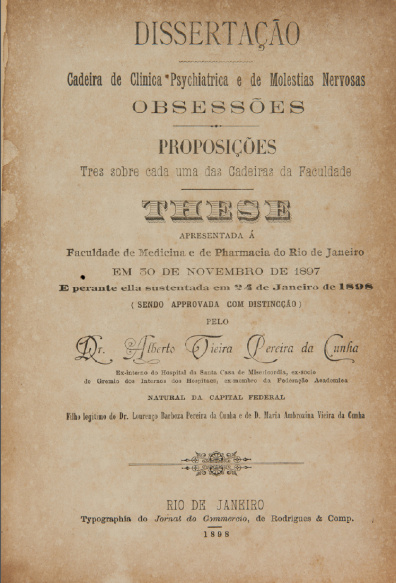 DISSERTAÇÃO
Cadeira de Clinica Psychiatrica e de Molestias Nervosas
OBSESSÕES
PROPOSIÇÕES
Tres sobre cada uma das Cadeiras da Faculdade
THESE
APRESENTADA Á
Faculdade de Medicina e de Pharmacia do Rio de Janeiro
EM 30 DE NOVEMBRO DE 1897
E perante ella sustentada em 24 de Janeiro de 1898
( SENDO APPROVADA COM DISTINCÇÃO )
PELO
Dr. Alberto Vieira Pereira da Cunha
Ex-interno do Hospital da Santa Casa de Misericordia, ex-socio
do Gremio dos Internos dos Hospitaes, ex-membro da Federação Academica
NATURAL DA CAPITAL FEDERAL
Filho legitimo do Dr. Lourenço Barboza Pereira da Cunha e de D. Maria Ambrosina Vieira da Cunha
RIO DE JANEIRO
Typographia do Jornal do Commercio, de Rodrigues & Comp.
1898